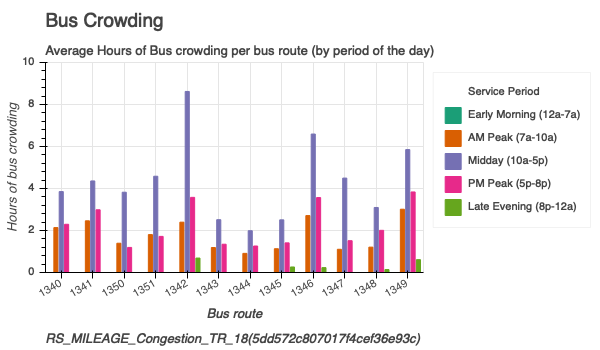 Bus Crowding
Average Hours of Bus crowding per bus route (by period of the day)
10
8
6
4
2
0
Hours of bus crowding
1340
1341
1350
1351
1342
1343
1344
1345
1346
1347
1348
1349
Bus route
RS_MILEAGE_Congestion_TR_18(5dd572c807017f4cef36e93c)
Service Period
Early Morning (12a-7a)
AM Peak (7a-10a)
Midday (10a-5p)
PM Peak (5p-8p)
Late Evening (8p-12a)